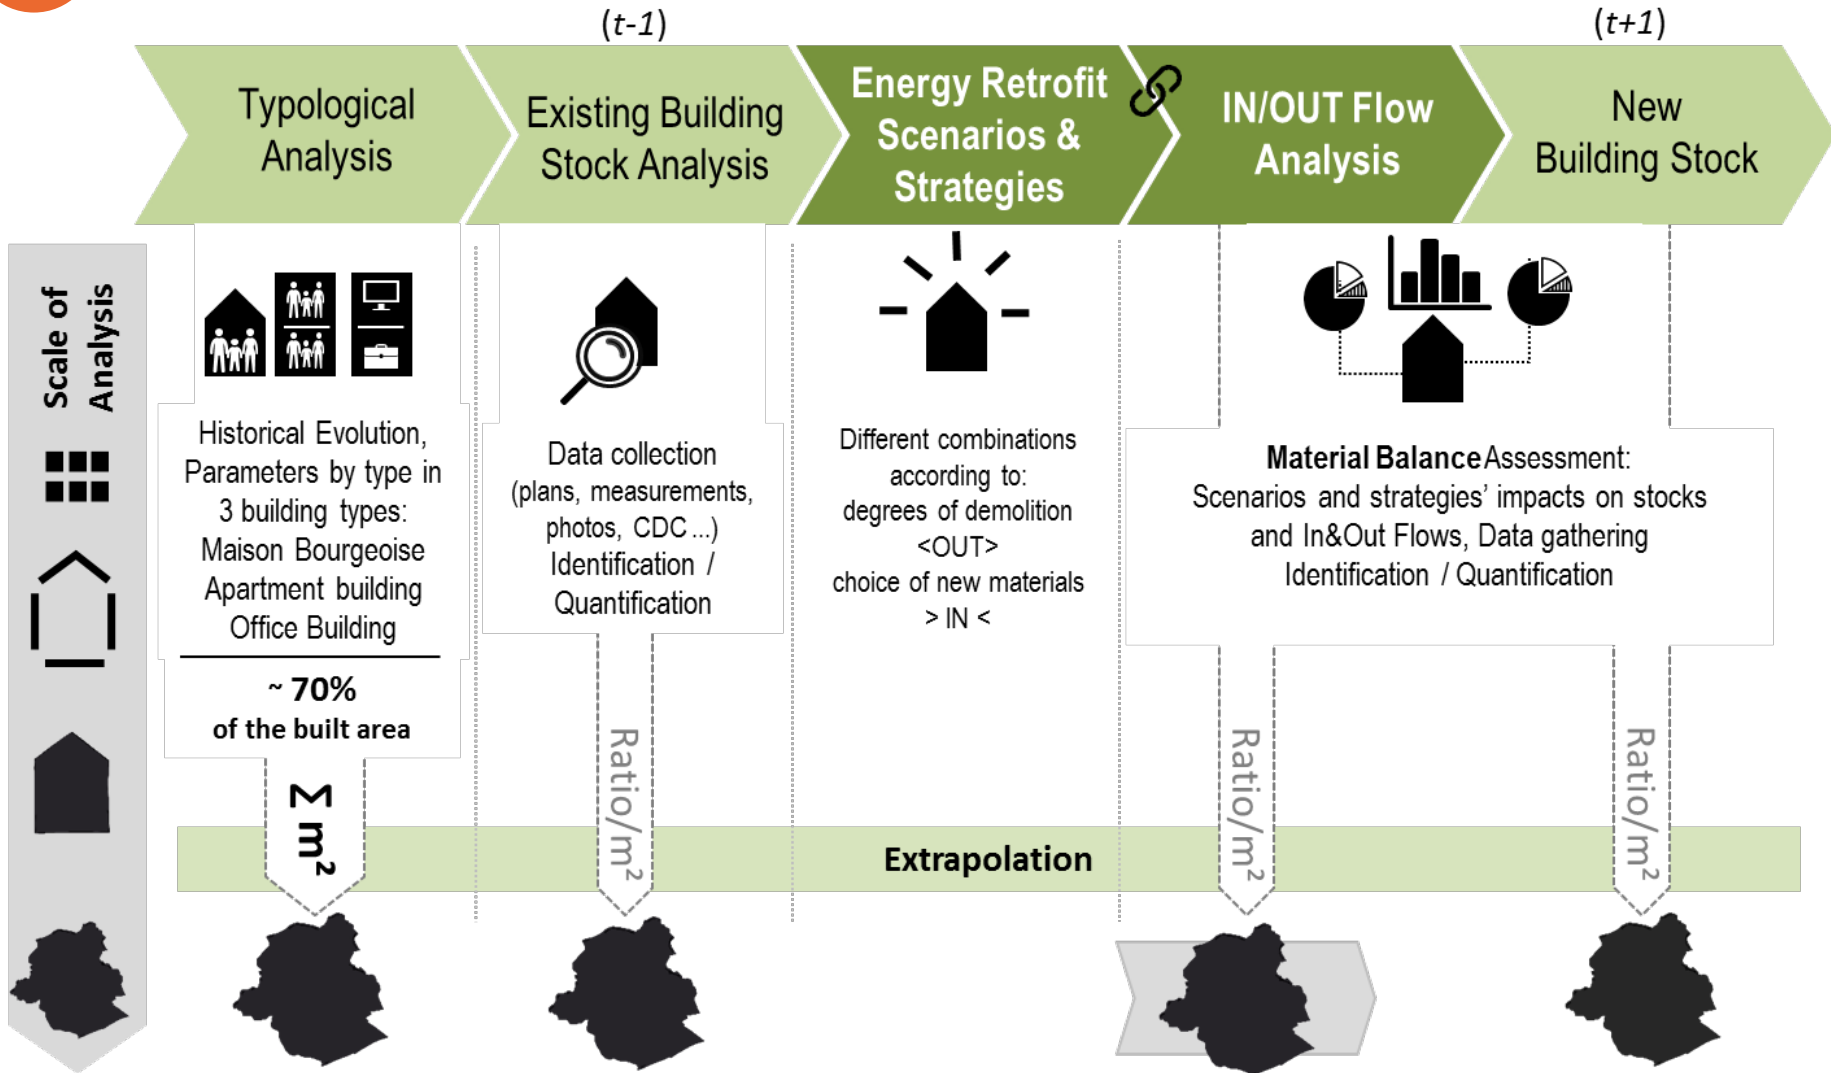 (t-1)
(t+1)
Typological
Analysis
Existing Building
Stock Analysis
Energy Retrofit
Scenarios &
Strategies
IN/OUT Flow
Analysis
New
Building Stock
Scale of
Analysis
Historical Evolution,
Parameters by type in
3 building types:
Maison Bourgeoise
Apartment building
Office Building
~ 70%
of the built area
Σ m²
Data collection
(plans, measurements,
photos, CDC ...)
Identification /
Quantification
Ratio/m²
Different combinations
according to:
degrees of demolition
<OUT>
choice of new materials
> IN <
Material Balance Assessment:
Scenarios and strategies’ impacts on stocks
and In&Out Flows, Data gathering
Identification / Quantification
Ratio/m²
Ratio/m²
Extrapolation